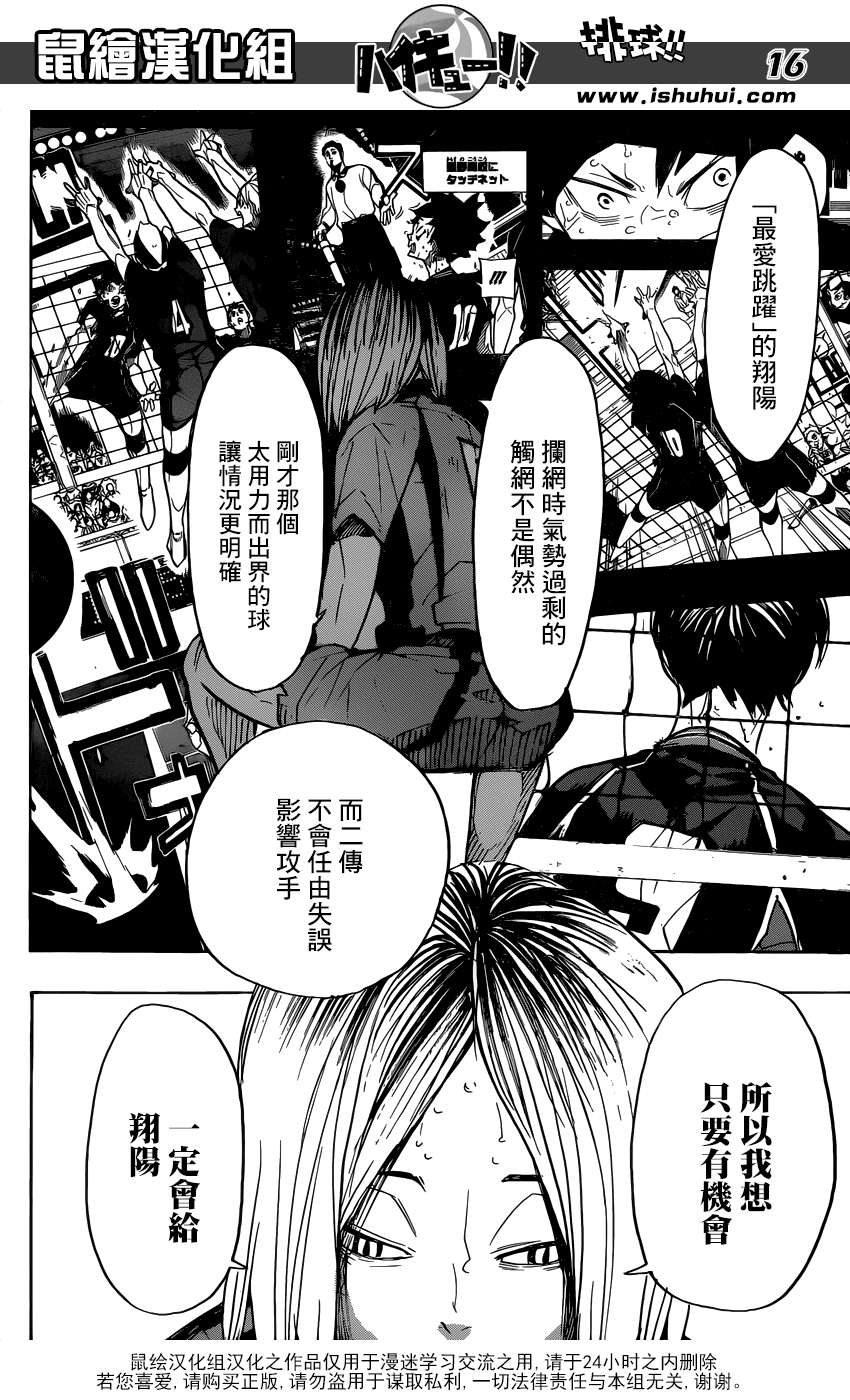 鼠繪漢化組
ハイキュー!!
排球!!
16
www.ishuhui.com
「最愛跳躍」的翔陽
タッチネット
攔網時氣勢過剩的
觸網不是偶然
剛才那個
太用力而出界的球
讓情況更明確
而二傳
不會任由失誤
影響攻手
所以我想
只要有機會
一定會給
翔陽
鼠绘汉化组汉化之作品仅用于漫迷学习交流之用, 请于24小时之内删除
若您喜爱, 请购买正版, 请勿盗用于谋取私利, 一切法律责任与本组无关, 谢谢。